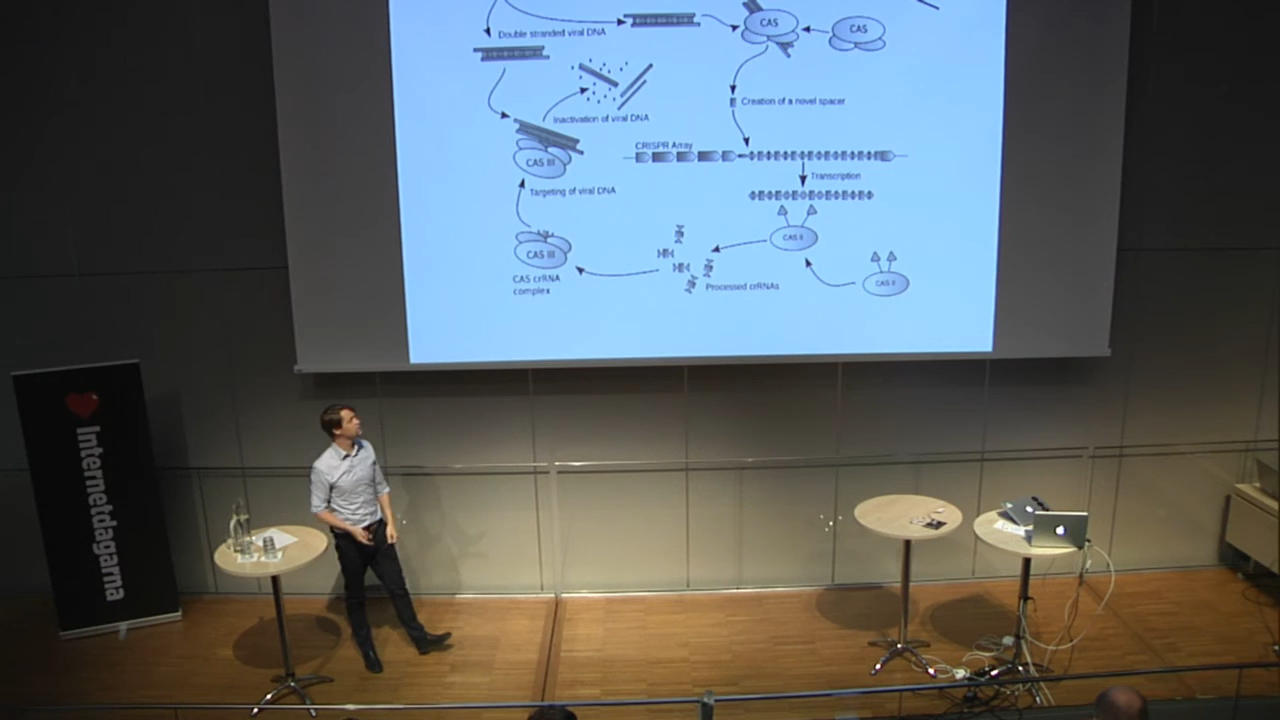 CAS
CAS
Double stranded viral DNA
Creation of a novel spacer
Inactivation of viral DNA
CRISPR Array
CAS III
Transcription
Targeting of viral DNA
CAS II
CAS III
CAS crRNA
complex
Processed crRNAs
CAS II
Internetdagarna